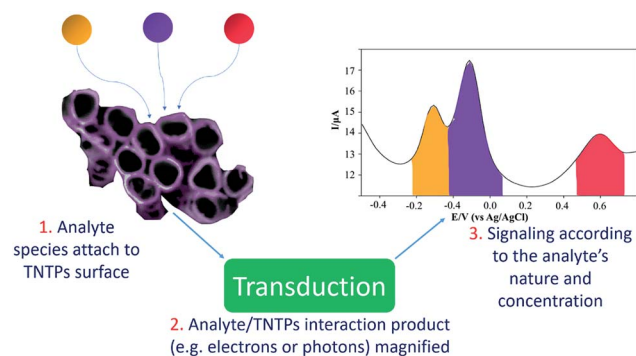 1. Analyte
species attach to
TNTPs surface
Transduction
2. Analyte/TNTPs interaction product
(e.g. electrons or photons) magnified
I/µA
17
16
15
14
13
12
-0.4
-0.2
-0.4
0.0
0.2
0.4
0.6
E/V (vs Ag/AgCl)
3. Signaling according
to the analyte's
nature and
concentration